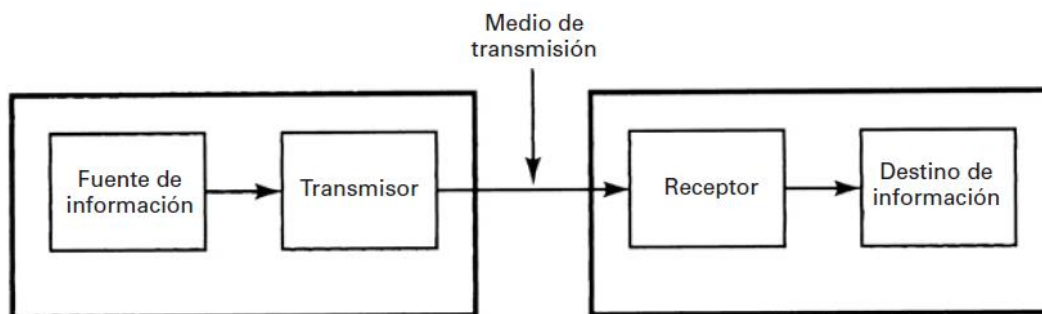 Medio de
transmisión
Fuente de
información
Transmisor
Receptor
Destino de
información